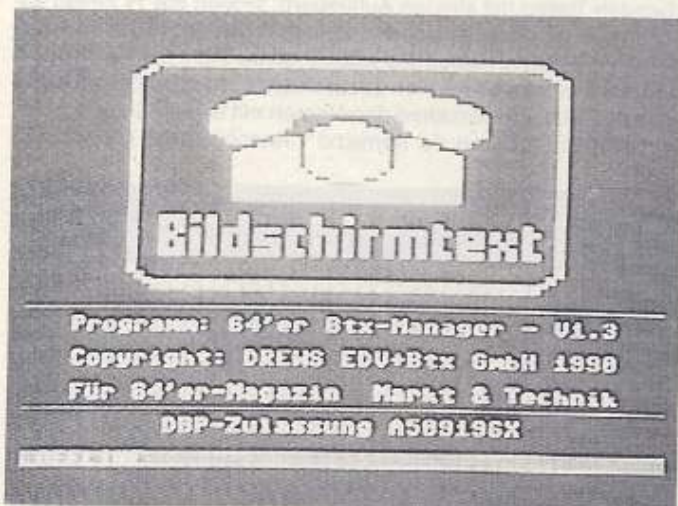 Bildschirmtext
Programm: 64'er Btx-Manager - V1.3
Copyright: DREWS EDV+Btx GmbH 1990
Für 64'er-Magazin Markt & Technik
DBP-Zulassung A509196X